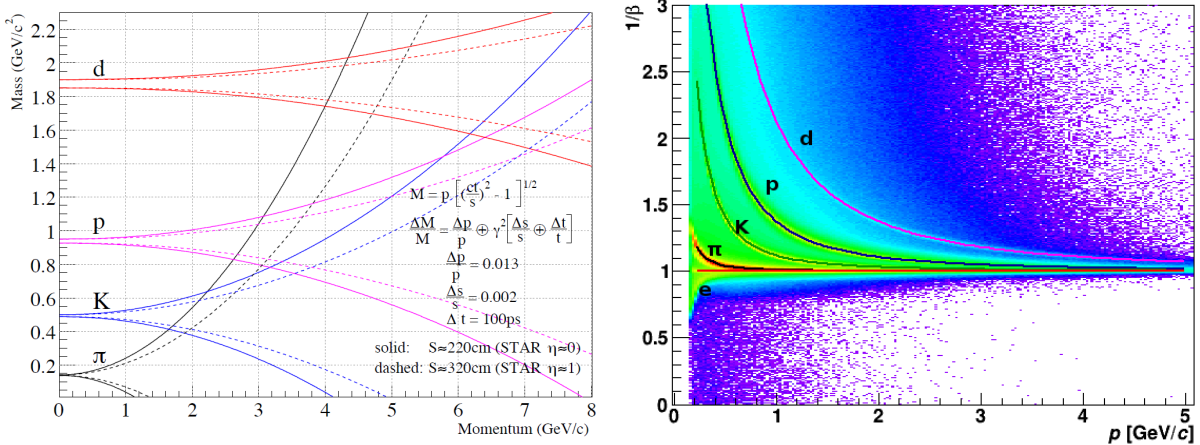 Mass (GeV/c²)
2.2
2
1.8
1.6
1.4
1.2
1
0.8
0.6
0.4
0.2
d
p
K
π
M = p [(ct/s)² - 1]^1/2
ΔM/M = Δp/p ⊕ γ²[Δs/s ⊕ Δt/t]
Δp/p = 0.013
Δs/s = 0.002
Δ t = 100ps
solid: S≈220cm (STAR η≈0)
dashed: S≈320cm (STAR η≈1)
0 1 2 3 4 5 6 7 8
Momentum (GeV/c)
1/β
3
2.5
2
1.5
1
0.5
0
d
p
K
π
e
0 1 2 3 4 5
p [GeV/c]